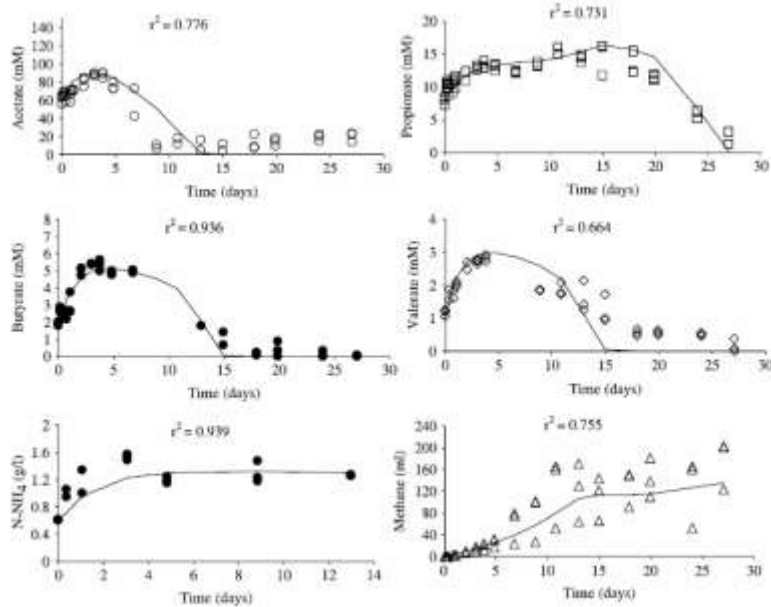 r² = 0.776
Acetate (mM)
140
120
100
80
60
40
20
0
0 5 10 15 20 25 30
Time (days)
r² = 0.731
Propionate (mM)
20
15
10
5
0
0 5 10 15 20 25 30
Time (days)
r² = 0.936
Butyrate (mM)
8
7
6
5
4
3
2
1
0
0 5 10 15 20 25 30
Time (days)
r² = 0.664
Valerate (mM)
4
3
2
1
0
0 5 10 15 20 25 30
Time (days)
r² = 0.939
N-NH₄ (g/l)
2
1.6
1.2
0.8
0.4
0
0 2 4 6 8 10 12 14
Time (days)
r² = 0.755
Methane (ml)
240
200
160
120
80
40
0
0 5 10 15 20 25 30
Time (days)